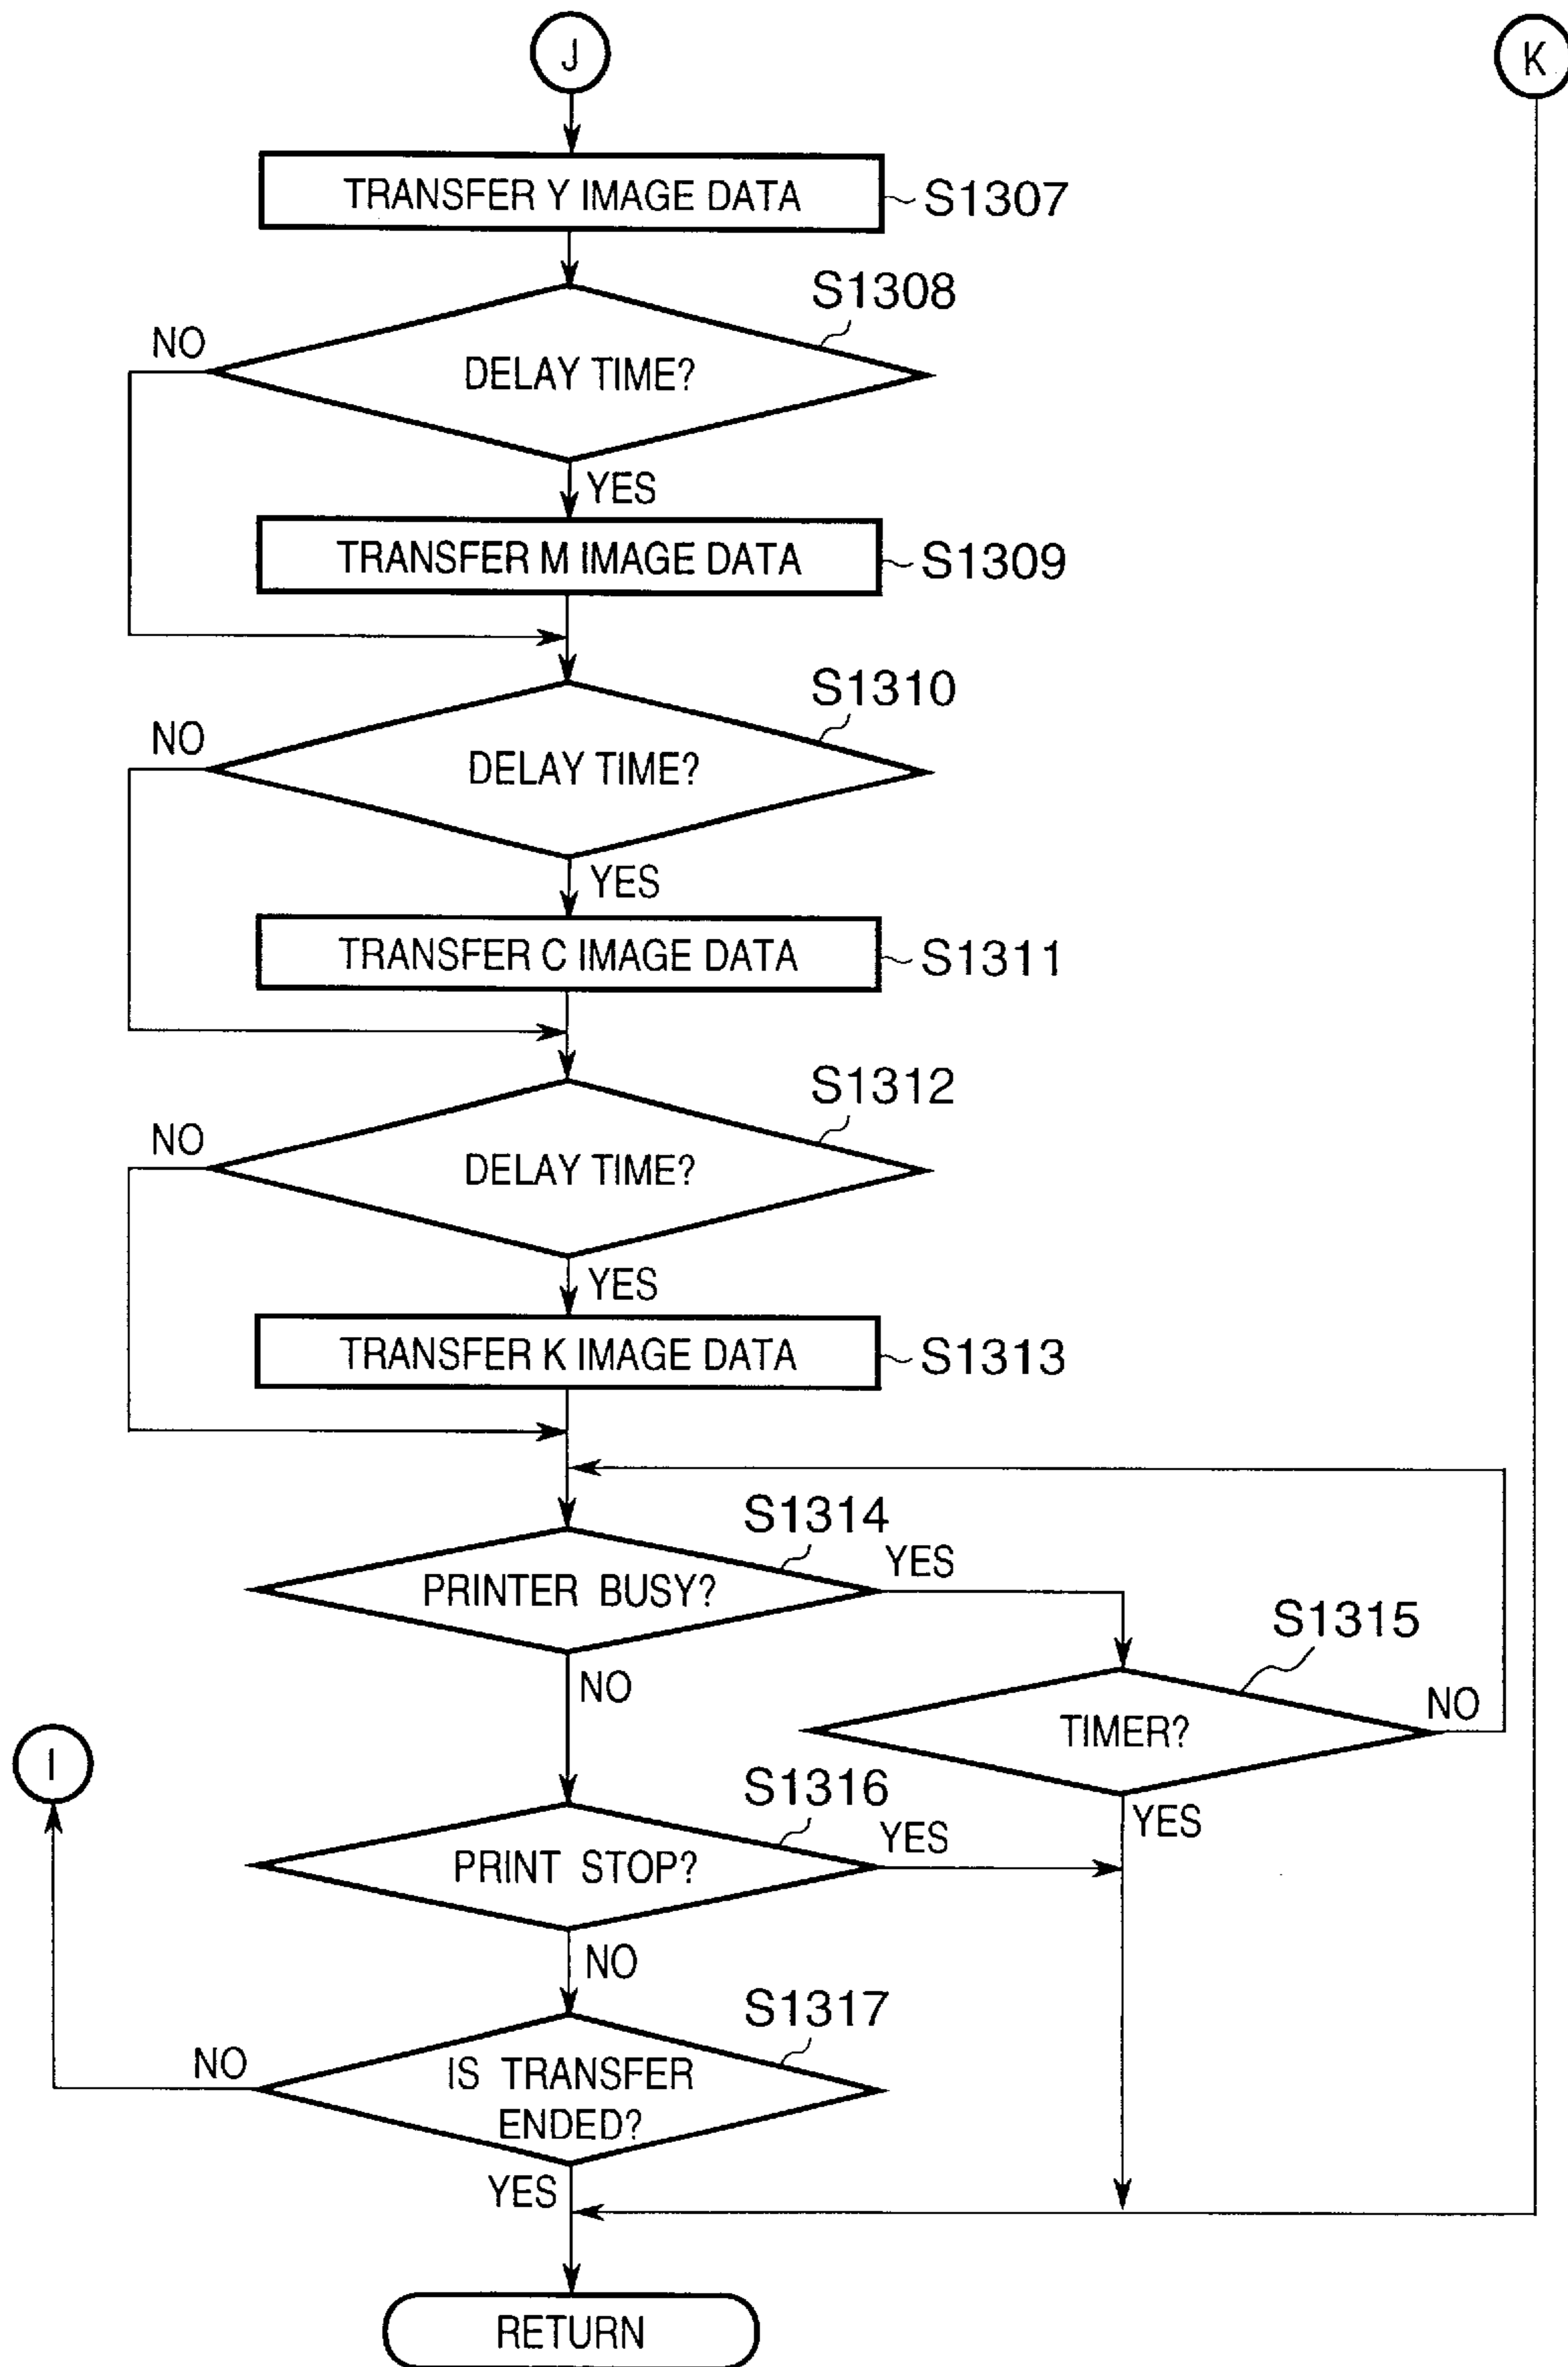 J
K
TRANSFER Y IMAGE DATA
S1307
S1308
NO
DELAY TIME?
YES
TRANSFER M IMAGE DATA
S1309
S1310
NO
DELAY TIME?
YES
TRANSFER C IMAGE DATA
S1311
S1312
NO
DELAY TIME?
YES
TRANSFER K IMAGE DATA
S1313
S1314
YES
PRINTER BUSY?
S1315
NO
NO
TIMER?
I
S1316
YES
YES
PRINT STOP?
NO
S1317
NO
IS TRANSFER
ENDED?
YES
RETURN